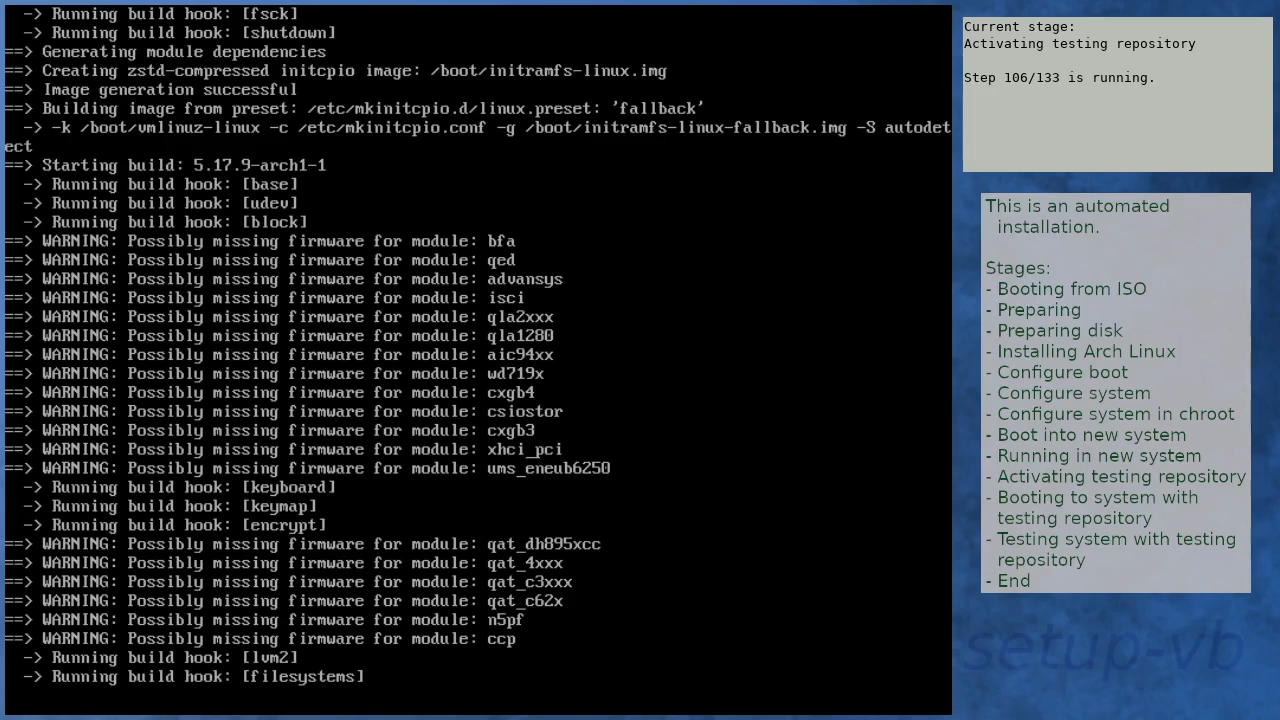 -> Running build hook: [fsck]
-> Running build hook: [shutdown]
==> Generating module dependencies
==> Creating zstd-compressed initcpio image: /boot/initramfs-linux.img
==> Image generation successful
==> Building image from preset: /etc/mkinitcpio.d/linux.preset: 'fallback'
-> -k /boot/vmlinuz-linux -c /etc/mkinitcpio.conf -g /boot/initramfs-linux-fallback.img -S autodet
ect
==> Starting build: 5.17.9-arch1-1
-> Running build hook: [base]
-> Running build hook: [udev]
-> Running build hook: [block]
==> WARNING: Possibly missing firmware for module: bfa
==> WARNING: Possibly missing firmware for module: qed
==> WARNING: Possibly missing firmware for module: advansys
==> WARNING: Possibly missing firmware for module: isci
==> WARNING: Possibly missing firmware for module: qla2xxx
==> WARNING: Possibly missing firmware for module: qla1280
==> WARNING: Possibly missing firmware for module: aic94xx
==> WARNING: Possibly missing firmware for module: wd719x
==> WARNING: Possibly missing firmware for module: cxgb4
==> WARNING: Possibly missing firmware for module: csiostor
==> WARNING: Possibly missing firmware for module: cxgb3
==> WARNING: Possibly missing firmware for module: xhci_pci
==> WARNING: Possibly missing firmware for module: ums_eneub6250
-> Running build hook: [keyboard]
-> Running build hook: [keymap]
-> Running build hook: [encrypt]
==> WARNING: Possibly missing firmware for module: qat_dh895xcc
==> WARNING: Possibly missing firmware for module: qat_4xxx
==> WARNING: Possibly missing firmware for module: qat_c3xxx
==> WARNING: Possibly missing firmware for module: qat_c62x
==> WARNING: Possibly missing firmware for module: n5pf
==> WARNING: Possibly missing firmware for module: ccp
-> Running build hook: [lvm2]
-> Running build hook: [filesystems]
Current stage:
Activating testing repository
Step 106/133 is running.
This is an automated
installation.
Stages:
- Booting from ISO
- Preparing
- Preparing disk
- Installing Arch Linux
- Configure boot
- Configure system
- Configure system in chroot
- Boot into new system
- Running in new system
- Activating testing repository
- Booting to system with
testing repository
- Testing system with testing
repository
- End
setup-vb